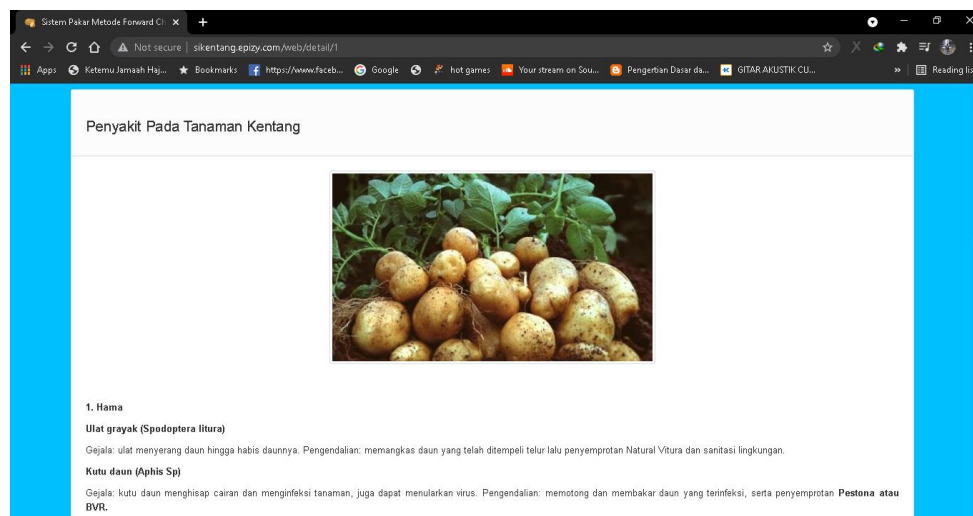 Sistem Pakar Metode Forward Ch
Not secure | sikentang.epizy.com/web/detail/1
Apps Ketemu Jamaah Haj... Bookmarks https://www.faceb... Google hot games Your stream on Sou... Pengertian Dasar da... GITAR AKUSTIK CU... » Reading lis
Penyakit Pada Tanaman Kentang
1. Hama
Ulat grayak (Spodoptera litura)
Gejala: ulat menyerang daun hingga habis daunnya. Pengendalian: memangkas daun yang telah ditempeli telur lalu penyemprotan Natural Vitura dan sanitasi lingkungan.
Kutu daun (Aphis Sp)
Gejala: kutu daun menghisap cairan dan menginfeksi tanaman, juga dapat menularkan virus. Pengendalian: memotong dan membakar daun yang terinfeksi, serta penyemprotan Pestona atau
BVR.